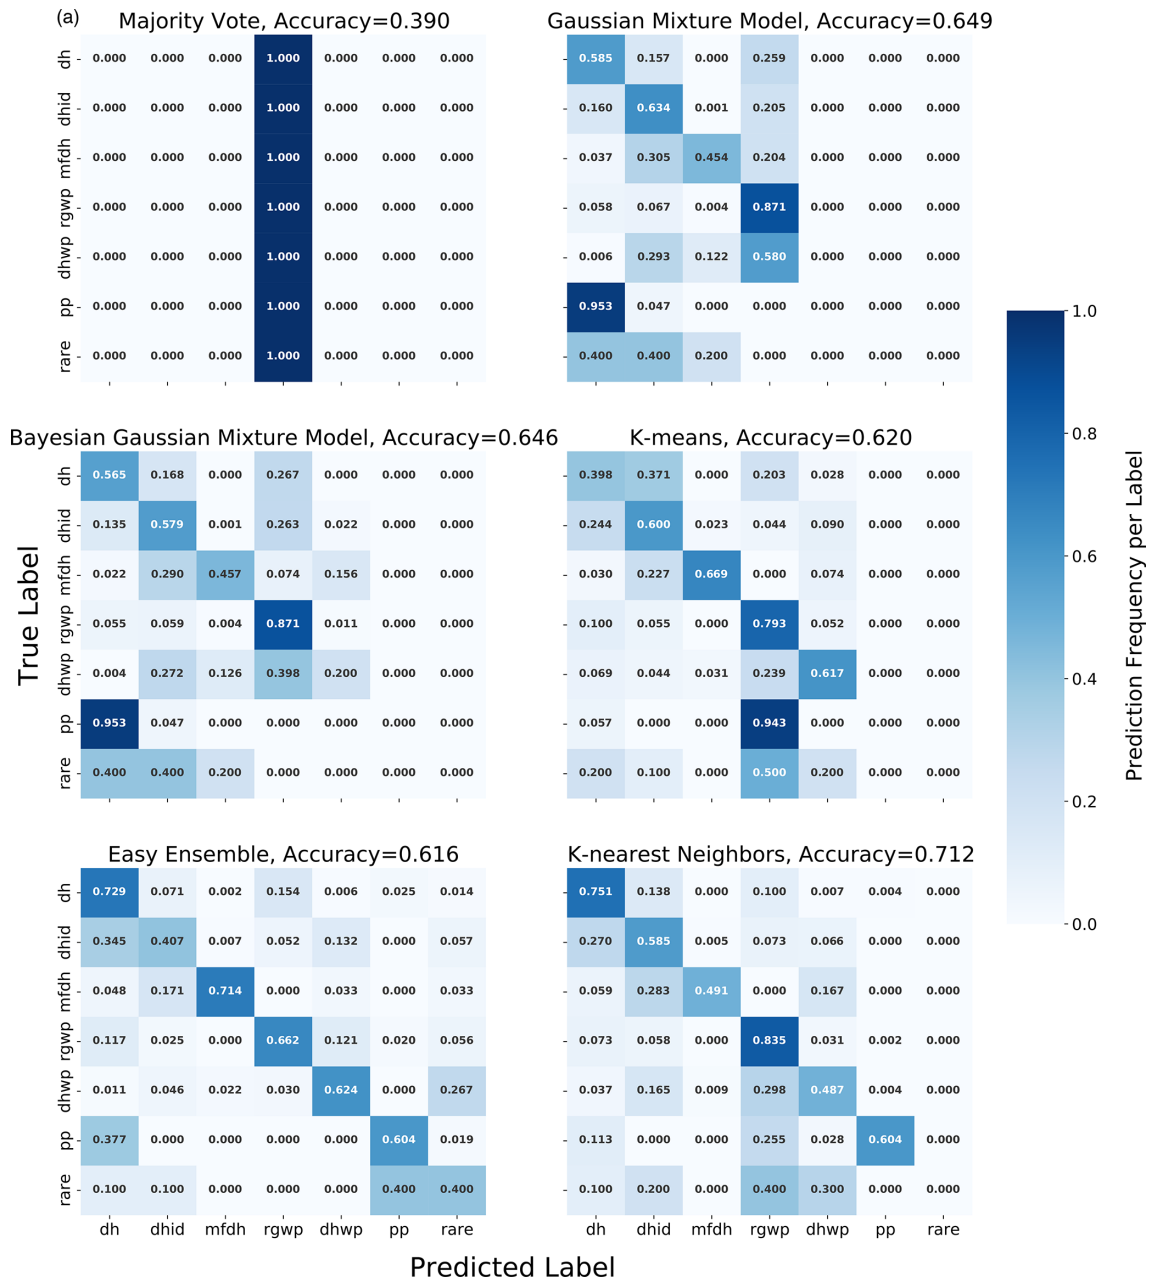 (a)
Majority Vote, Accuracy=0.390
dh 0.000 0.000 0.000 1.000 0.000 0.000 0.000
dhid 0.000 0.000 0.000 1.000 0.000 0.000 0.000
mfdh 0.000 0.000 0.000 1.000 0.000 0.000 0.000
rgwp 0.000 0.000 0.000 1.000 0.000 0.000 0.000
dhwp 0.000 0.000 0.000 1.000 0.000 0.000 0.000
pp 0.000 0.000 0.000 1.000 0.000 0.000 0.000
rare 0.000 0.000 0.000 1.000 0.000 0.000 0.000
Gaussian Mixture Model, Accuracy=0.649
0.585 0.157 0.000 0.259 0.000 0.000 0.000
0.160 0.634 0.001 0.205 0.000 0.000 0.000
0.037 0.305 0.454 0.204 0.000 0.000 0.000
0.058 0.067 0.004 0.871 0.000 0.000 0.000
0.006 0.293 0.122 0.580 0.000 0.000 0.000
0.953 0.047 0.000 0.000 0.000 0.000 0.000
0.400 0.400 0.200 0.000 0.000 0.000 0.000
Bayesian Gaussian Mixture Model, Accuracy=0.646
dh 0.565 0.168 0.000 0.267 0.000 0.000 0.000
dhid 0.135 0.579 0.001 0.263 0.022 0.000 0.000
mfdh 0.022 0.290 0.457 0.074 0.156 0.000 0.000
rgwp 0.055 0.059 0.004 0.871 0.011 0.000 0.000
dhwp 0.004 0.272 0.126 0.398 0.200 0.000 0.000
pp 0.953 0.047 0.000 0.000 0.000 0.000 0.000
rare 0.400 0.400 0.200 0.000 0.000 0.000 0.000
K-means, Accuracy=0.620
0.398 0.371 0.000 0.203 0.028 0.000 0.000
0.244 0.600 0.023 0.044 0.090 0.000 0.000
0.030 0.227 0.669 0.000 0.074 0.000 0.000
0.100 0.055 0.000 0.793 0.052 0.000 0.000
0.069 0.044 0.031 0.239 0.617 0.000 0.000
0.057 0.000 0.000 0.943 0.000 0.000 0.000
0.200 0.100 0.000 0.500 0.200 0.000 0.000
Easy Ensemble, Accuracy=0.616
dh 0.729 0.071 0.002 0.154 0.006 0.025 0.014
dhid 0.345 0.407 0.007 0.052 0.132 0.000 0.057
mfdh 0.048 0.171 0.714 0.000 0.033 0.000 0.033
rgwp 0.117 0.025 0.000 0.662 0.121 0.020 0.056
dhwp 0.011 0.046 0.022 0.030 0.624 0.000 0.267
pp 0.377 0.000 0.000 0.000 0.000 0.604 0.019
rare 0.100 0.100 0.000 0.000 0.000 0.400 0.400
dh dhid mfdh rgwp dhwp pp rare
K-nearest Neighbors, Accuracy=0.712
0.751 0.138 0.000 0.100 0.007 0.004 0.000
0.270 0.585 0.005 0.073 0.066 0.000 0.000
0.059 0.283 0.491 0.000 0.167 0.000 0.000
0.073 0.058 0.000 0.835 0.031 0.002 0.000
0.037 0.165 0.009 0.298 0.487 0.004 0.000
0.113 0.000 0.000 0.255 0.028 0.604 0.000
0.100 0.200 0.000 0.400 0.300 0.000 0.000
dh dhid mfdh rgwp dhwp pp rare
True Label
Predicted Label
1.0
0.8
0.6
0.4
0.2
0.0
Prediction Frequency per Label